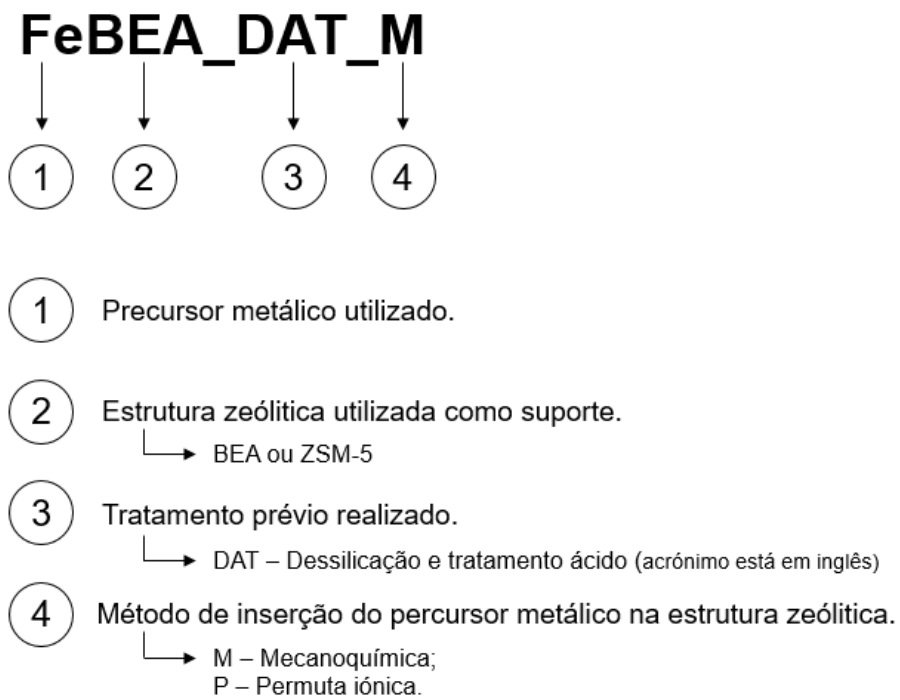 FeBEA_DAT_M
1 2 3 4
1 Precursor metálico utilizado.
2 Estrutura zeólitica utilizada como suporte.
BEA ou ZSM-5
3 Tratamento prévio realizado.
DAT – Dessilicação e tratamento ácido (acrónimo está em inglês)
4 Método de inserção do percursor metálico na estrutura zeólitica.
M – Mecanoquímica;
P – Permuta iónica.